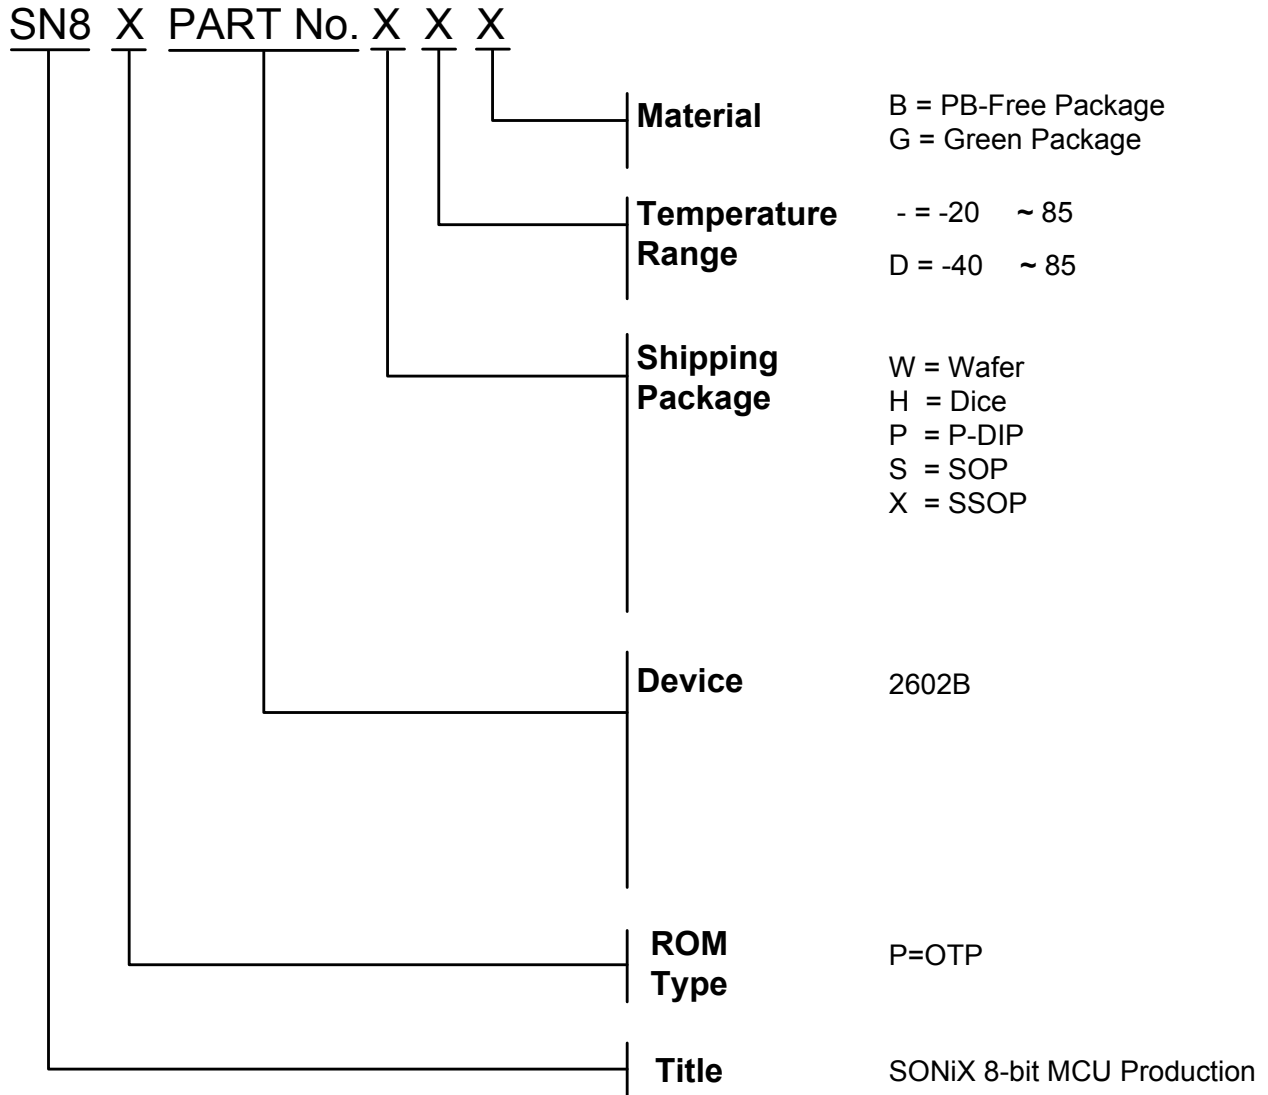 SN8 X PART No. X X X
Material
B = PB-Free Package
G = Green Package
Temperature
Range
- = -20 ~ 85
D = -40 ~ 85
Shipping
Package
W = Wafer
H = Dice
P = P-DIP
S = SOP
X = SSOP
Device
2602B
ROM
Type
P=OTP
Title
SONiX 8-bit MCU Production